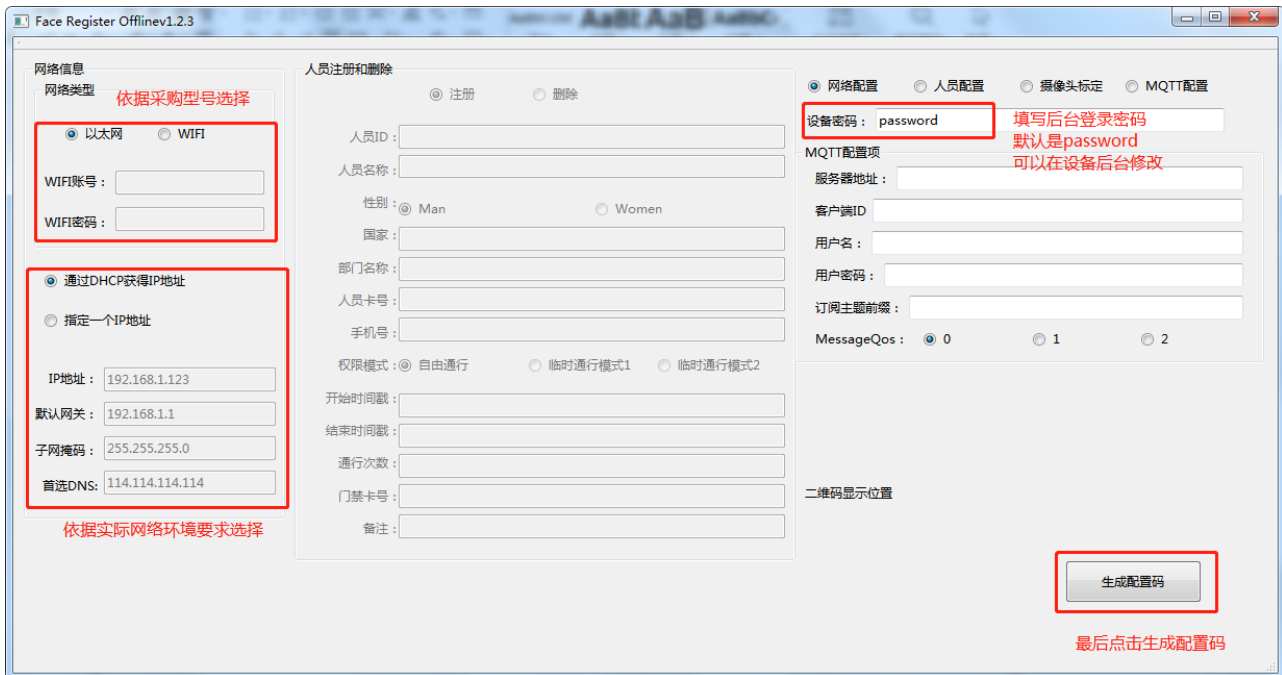 Face Register Offlinev1.2.3
网络信息
网络类型
依据采购型号选择
以太网 WIFI
WIFI账号：
WIFI密码：
通过DHCP获得IP地址
指定一个IP地址
IP地址： 192.168.1.123
默认网关： 192.168.1.1
子网掩码： 255.255.255.0
首选DNS: 114.114.114.114
依据实际网络环境要求选择
人员注册和删除
注册 删除
人员ID：
人员名称：
性别： Man Women
国家：
部门名称：
人员卡号：
手机号：
权限模式： 自由通行 临时通行模式1 临时通行模式2
开始时间戳：
结束时间戳：
通行次数：
门禁卡号：
备注：
网络配置 人员配置 摄像头标定 MQTT配置
设备密码： password
填写后台登录密码
默认是password
可以在设备后台修改
MQTT配置项
服务器地址：
客户端ID
用户名：
用户密码：
订阅主题前缀：
MessageQos： 0 1 2
二维码显示位置
生成配置码
最后点击生成配置码